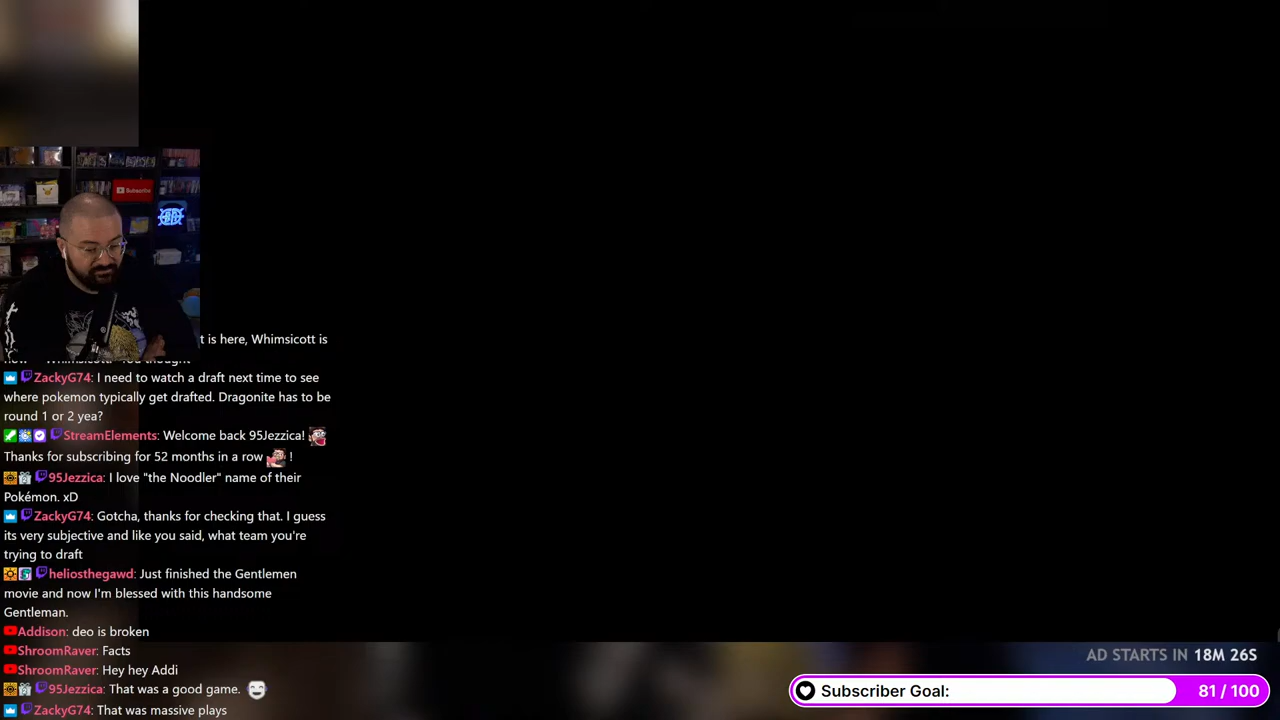 Subscribe
t is here, Whimsicott is
ZackyG74: I need to watch a draft next time to see
where pokemon typically get drafted. Dragonite has to be
round 1 or 2 yea?
StreamElements: Welcome back 95Jezzica!
Thanks for subscribing for 52 months in a row !
95Jezzica: I love "the Noodler" name of their
Pokémon. xD
ZackyG74: Gotcha, thanks for checking that. I guess
its very subjective and like you said, what team you're
trying to draft
heliosthegawd: Just finished the Gentlemen
movie and now I'm blessed with this handsome
Gentleman.
Addison: deo is broken
ShroomRaver: Facts
ShroomRaver: Hey hey Addi
95Jezzica: That was a good game.
ZackyG74: That was massive plays
AD STARTS IN 18M 26S
Subscriber Goal: 81 / 100